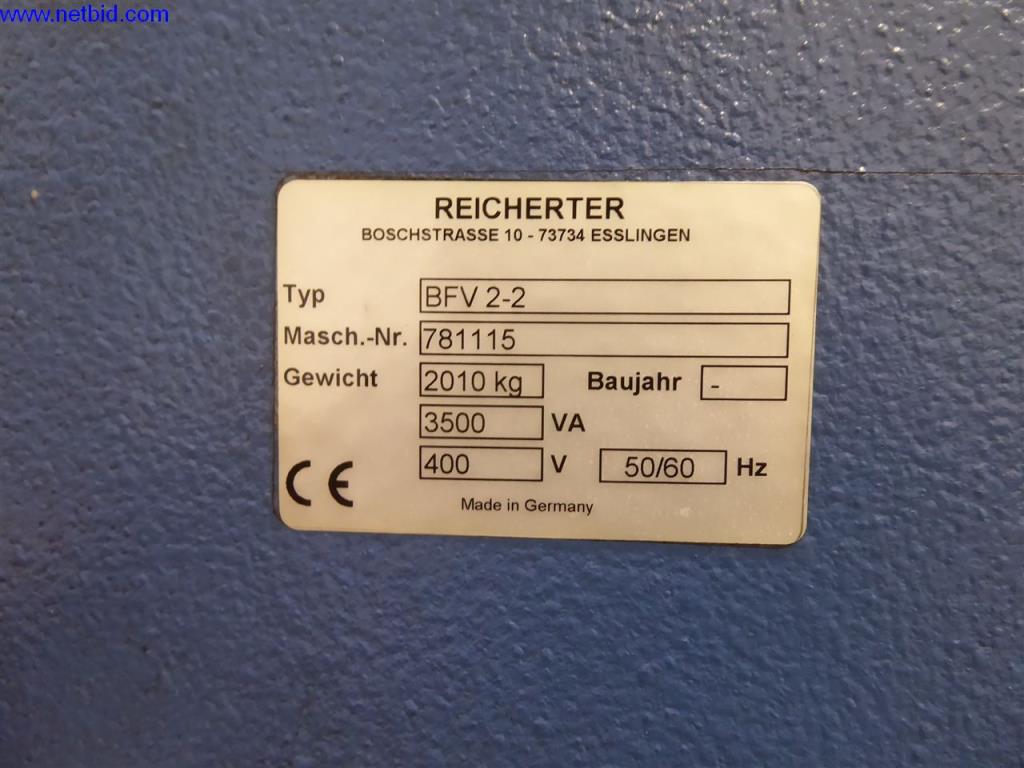 www.netbid.com
REICHERTER
BOSCHSTRASSE 10 - 73734 ESSLINGEN
Typ BFV 2-2
Masch.-Nr. 781115
Gewicht 2010 kg Baujahr -
3500 VA
400 V 50/60 Hz
CE
Made in Germany